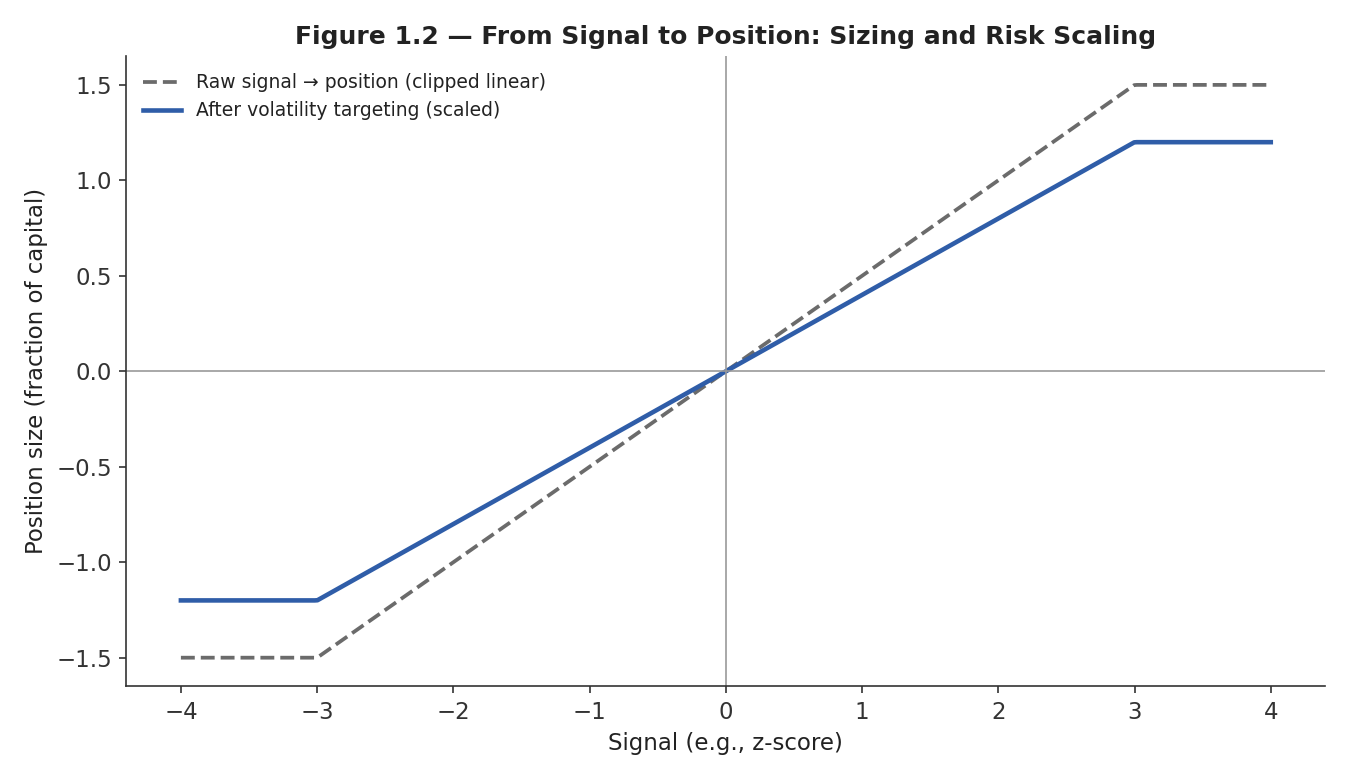 Figure 1.2 — From Signal to Position: Sizing and Risk Scaling
Raw signal → position (clipped linear)
After volatility targeting (scaled)
Position size (fraction of capital)
1.5
1.0
0.5
0.0
−0.5
−1.0
−1.5
−4 −3 −2 −1 0 1 2 3 4
Signal (e.g., z-score)